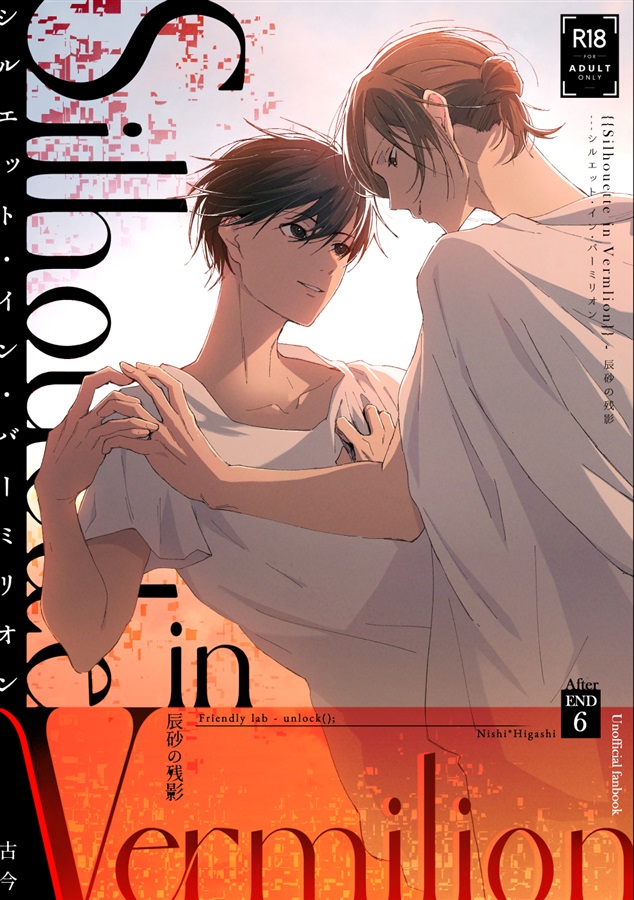 シルエット・イン・バーミリオン
古今
Silhouette
in
Vermilion
R18
FOR
ADULT
ONLY
{{Silhouette in Vermlion}} -
--シルエット・イン・バーミリオン
辰砂の残影
After
END
6
Friendly lab - unlock();
Nishi*Higashi
辰砂の残影
Unofficial fanbook